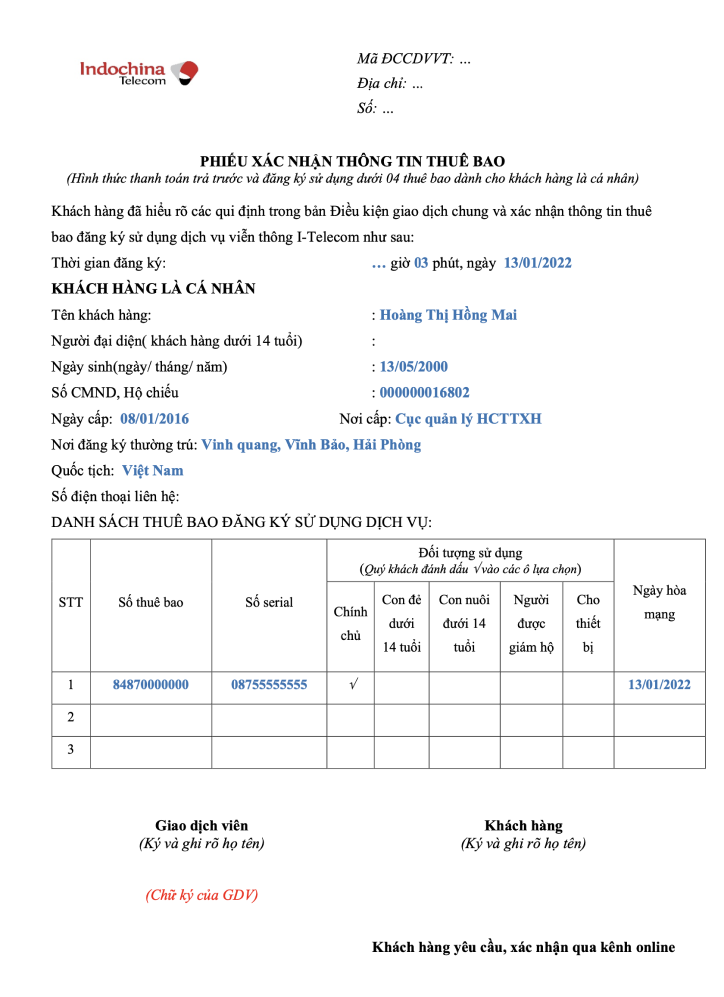 Indochina
Telecom
Mã ĐCCDVVT: ...
Địa chỉ: ...
Số: ...
PHIẾU XÁC NHẬN THÔNG TIN THUÊ BAO
(Hình thức thanh toán trả trước và đăng ký sử dụng dưới 04 thuê bao dành cho khách hàng là cá nhân)
Khách hàng đã hiểu rõ các qui định trong bản Điều kiện giao dịch chung và xác nhận thông tin thuê
bao đăng ký sử dụng dịch vụ viễn thông I-Telecom như sau:
Thời gian đăng ký: ... giờ 03 phút, ngày 13/01/2022
KHÁCH HÀNG LÀ CÁ NHÂN
Tên khách hàng: : Hoàng Thị Hồng Mai
Người đại diện( khách hàng dưới 14 tuổi) :
Ngày sinh(ngày/ tháng/ năm) : 13/05/2000
Số CMND, Hộ chiếu : 000000016802
Ngày cấp: 08/01/2016 Nơi cấp: Cục quản lý HCTTXH
Nơi đăng ký thường trú: Vinh quang, Vĩnh Bảo, Hải Phòng
Quốc tịch: Việt Nam
Số điện thoại liên hệ:
DANH SÁCH THUÊ BAO ĐĂNG KÝ SỬ DỤNG DỊCH VỤ:
STT
Số thuê bao
Số serial
Đối tượng sử dụng
(Quý khách đánh dấu √ vào các ô lựa chọn)
Chính
chủ
Con đẻ
dưới
14 tuổi
Con nuôi
dưới 14
tuổi
Người
được
giám hộ
Cho
thiết
bị
Ngày hòa
mạng
1 84870000000 08755555555 √ 13/01/2022
2
3
Giao dịch viên
(Ký và ghi rõ họ tên)
Khách hàng
(Ký và ghi rõ họ tên)
(Chữ ký của GDV)
Khách hàng yêu cầu, xác nhận qua kênh online